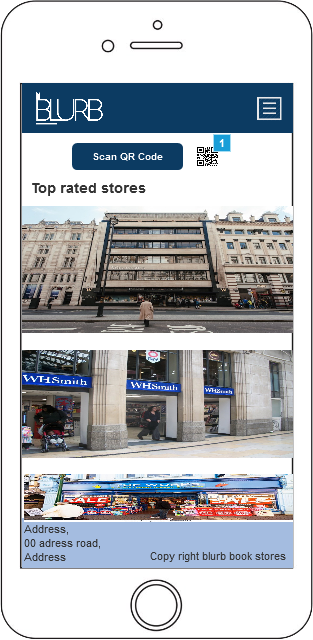 BLURB
Scan QR Code
1
Top rated stores
WHSmith
WHSmith
WHSmith
SALE
Address,
00 adress road,
Address
Copy right blurb book stores